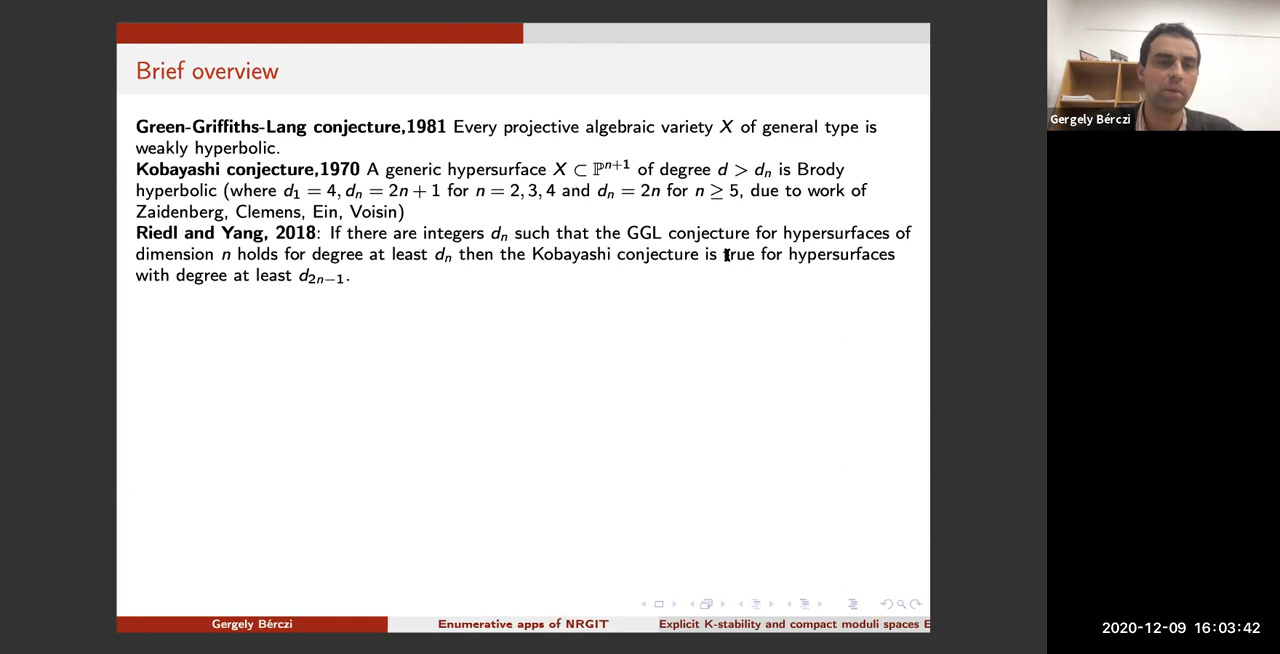 Brief overview
Green-Griffiths-Lang conjecture,1981 Every projective algebraic variety X of general type is
weakly hyperbolic.
Kobayashi conjecture,1970 A generic hypersurface X ⊂ ℙⁿ⁺¹ of degree d > dₙ is Brody
hyperbolic (where d₁ = 4, dₙ = 2n + 1 for n = 2, 3, 4 and dₙ = 2n for n ≥ 5, due to work of
Zaidenberg, Clemens, Ein, Voisin)
Riedl and Yang, 2018: If there are integers dₙ such that the GGL conjecture for hypersurfaces of
dimension n holds for degree at least dₙ then the Kobayashi conjecture is true for hypersurfaces
with degree at least d₂ₙ₋₁.
Gergely Bérczi
Enumerative apps of NRGIT
Explicit K-stability and compact moduli spaces E
Gergely Bérczi
2020-12-09 16:03:42